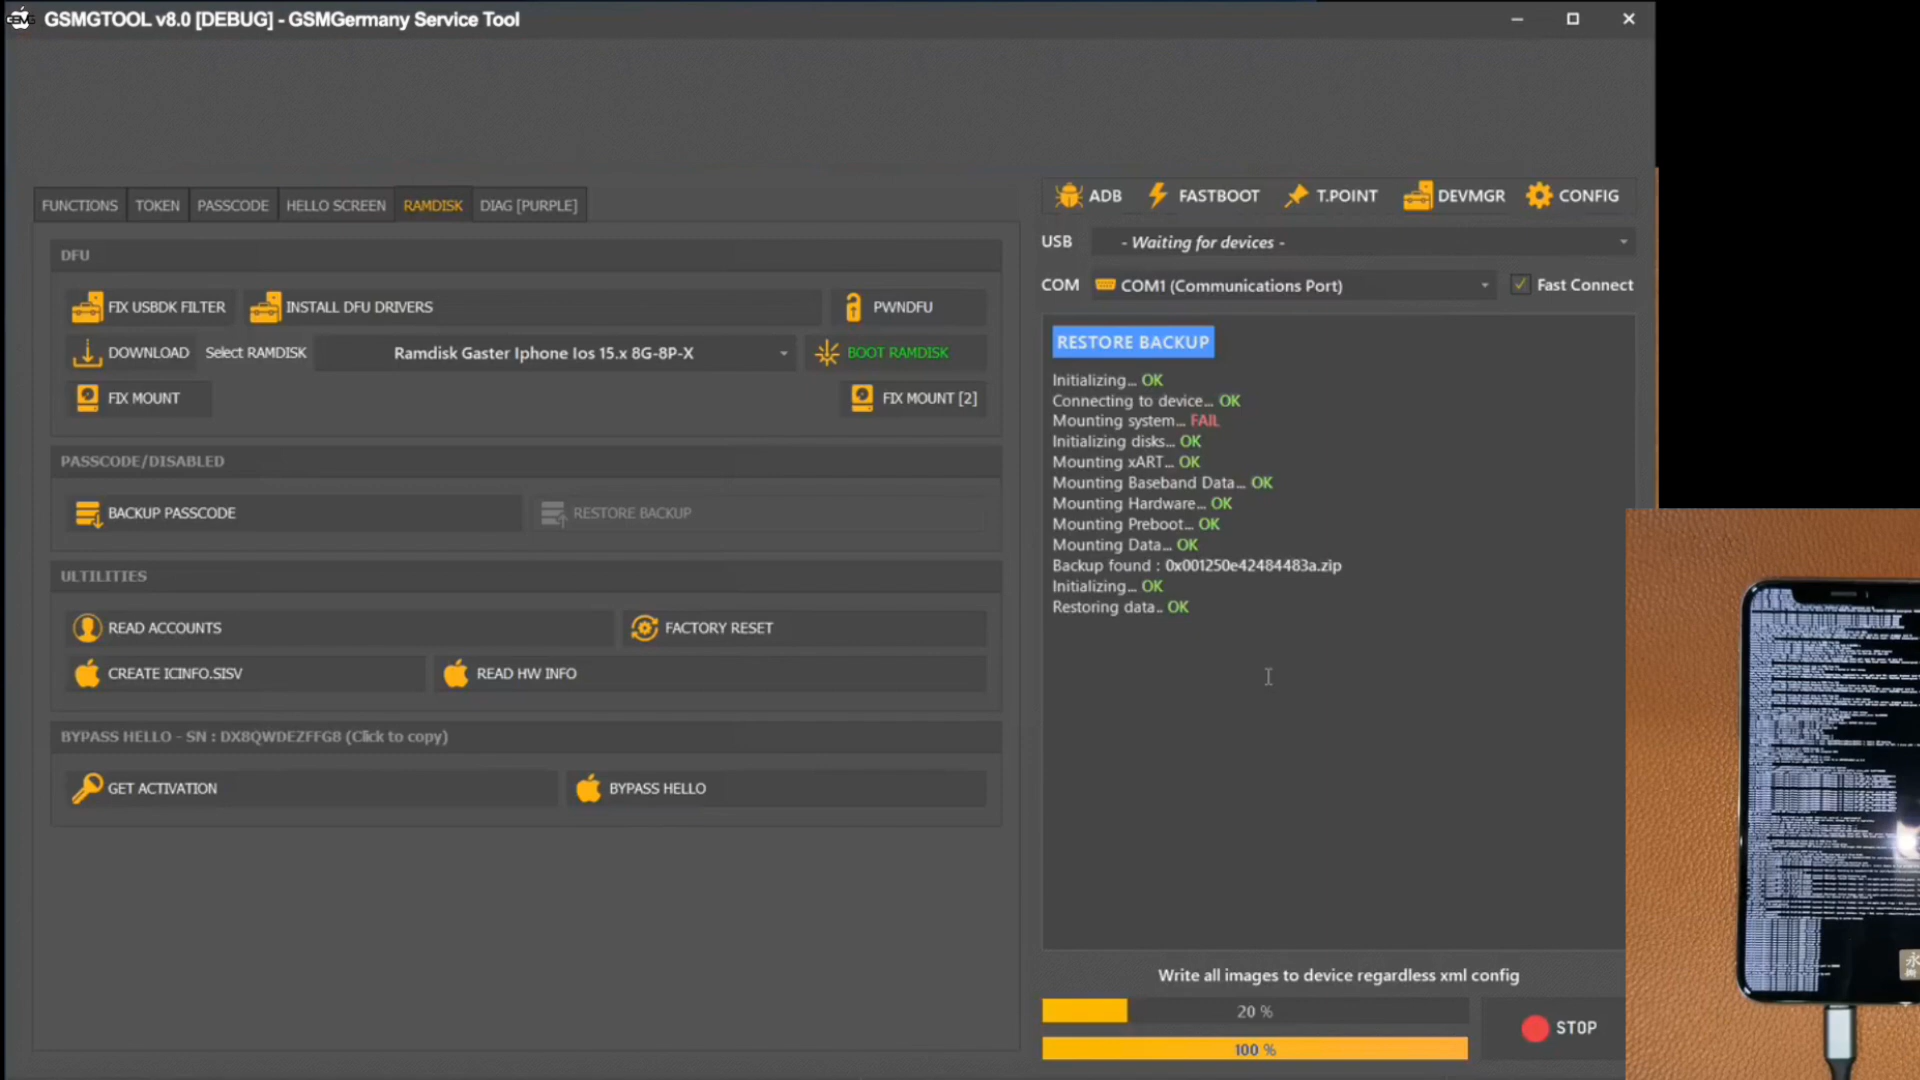 GSMGTOOL v8.0 [DEBUG] - GSMGermany Service Tool
FUNCTIONS TOKEN PASSCODE HELLO SCREEN RAMDISK DIAG [PURPLE]
DFU
FIX USBDK FILTER INSTALL DFU DRIVERS PWNDFU
DOWNLOAD Select RAMDISK Ramdisk Gaster Iphone Ios 15.x 8G-8P-X BOOT RAMDISK
FIX MOUNT FIX MOUNT [2]
PASSCODE/DISABLED
BACKUP PASSCODE RESTORE BACKUP
ULTILITIES
READ ACCOUNTS FACTORY RESET
CREATE ICINFO.SISV READ HW INFO
BYPASS HELLO - SN : DX8QWDEZFFG8 (Click to copy)
GET ACTIVATION BYPASS HELLO
ADB FASTBOOT T.POINT DEVMGR CONFIG
USB - Waiting for devices -
COM COM1 (Communications Port) Fast Connect
RESTORE BACKUP
Initializing... OK
Connecting to device... OK
Mounting system... FAIL
Initializing disks... OK
Mounting xART... OK
Mounting Baseband Data... OK
Mounting Hardware... OK
Mounting Preboot... OK
Mounting Data... OK
Backup found : 0x001250e42484483a.zip
Initializing... OK
Restoring data.. OK
Write all images to device regardless xml config
20 %
100 %
STOP